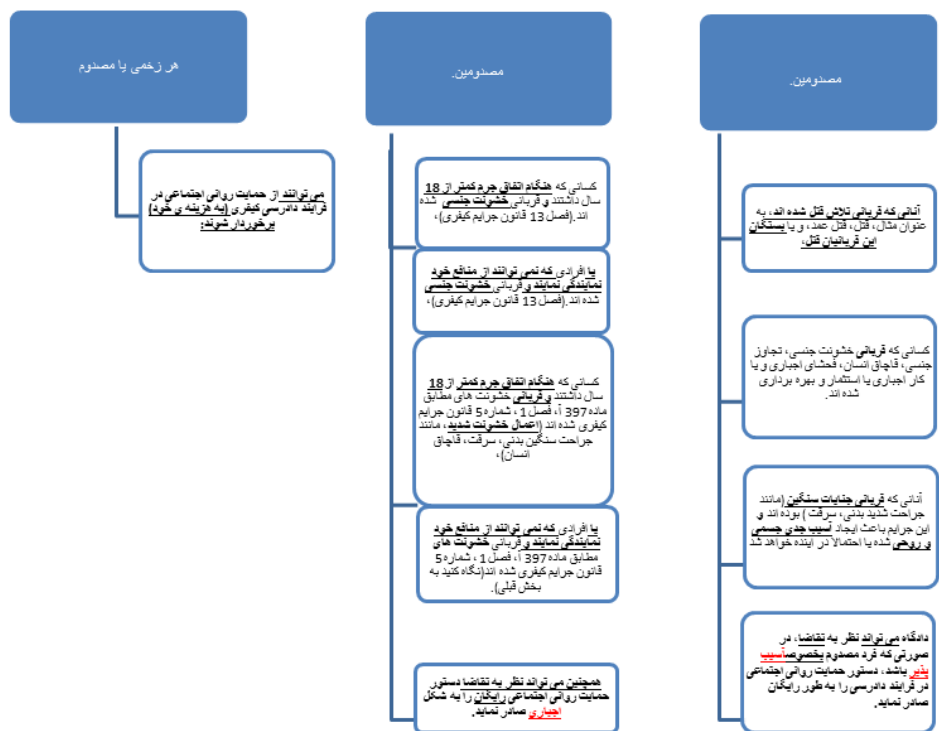 مصدومین.
آنانی که قربانی تلاش قتل شده اند، به
عنوان مثال، قتل، قتل عمد، و یا بستگان
این قربانیان قتل،
کسانی که قربانی خشونت جنسی، تجاوز
جنسی، قاچاق انسان، فحشای اجباری و یا
کار اجباری یا استثمار و بهره برداری
شده اند.
آنانی که قربانی جنایات سنگین (مانند
جراحت شدید بدنی، سرقت ) بوده اند و
این جرایم باعث ایجاد آسیب جدی جسمی
و روحی شده یا احتمالاً در آینده خواهد شد
دادگاه می تواند نظر به تقاضا، در
صورتی که فرد مصدوم بخصوص آسیب
پذیر باشد، دستور حمایت روانی اجتماعی
در فرایند دادرسی را به طور رایگان
صادر نماید.
مصدومین.
کسانی که هنگام اتفاق جرم کمتر از 18
سال داشتند و قربانی خشونت جنسی شده
اند.(فصل 13 قانون جرایم کیفری)،
یا افرادی که نمی توانند از منافع خود
نمایندگی نمایند و قربانی خشونت جنسی
شده اند.(فصل 13 قانون جرایم کیفری)،
کسانی که هنگام اتفاق جرم کمتر از 18
سال داشتند و قربانی خشونت های مطابق
ماده 397 آ، فصل 1 ، شماره 5 قانون جرایم
کیفری شده اند (اعمال خشونت شدید، مانند
جراحت سنگین بدنی، سرقت، قاچاق
انسان)،
یا افرادی که نمی توانند از منافع خود
نمایندگی نمایند و قربانی خشونت های
مطابق ماده 397 آ، فصل 1 ، شماره 5
قانون جرایم کیفری شده اند(نگاه کنید به
بخش قبلی).
همچنین می تواند نظر به تقاضا دستور
حمایت روانی اجتماعی رایگان را به شکل
اجباری صادر نماید.
هر زخمی یا مصدوم
می توانند از حمایت روانی اجتماعی در
فرایند دادرسی کیفری (به هزینه ی خود)
برخوردار شوند: